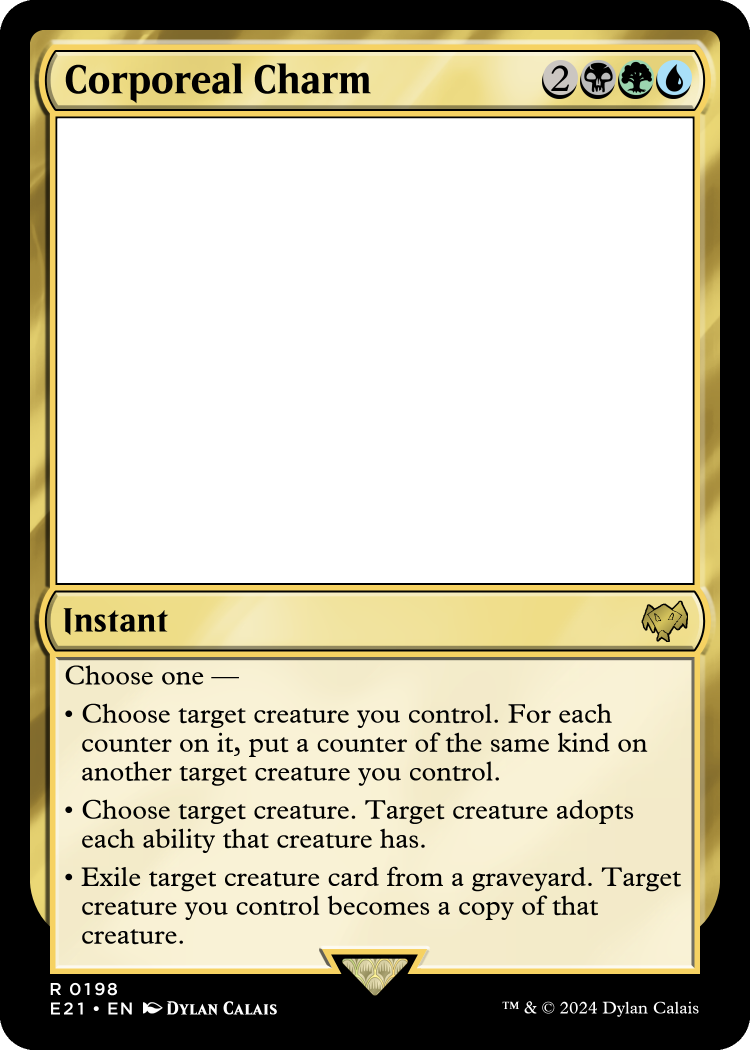 Corporeal Charm 2
Instant
Choose one —
• Choose target creature you control. For each
counter on it, put a counter of the same kind on
another target creature you control.
• Choose target creature. Target creature adopts
each ability that creature has.
• Exile target creature card from a graveyard. Target
creature you control becomes a copy of that
creature.
R 0198
E21 • EN DYLAN CALAIS
™ & © 2024 Dylan Calais